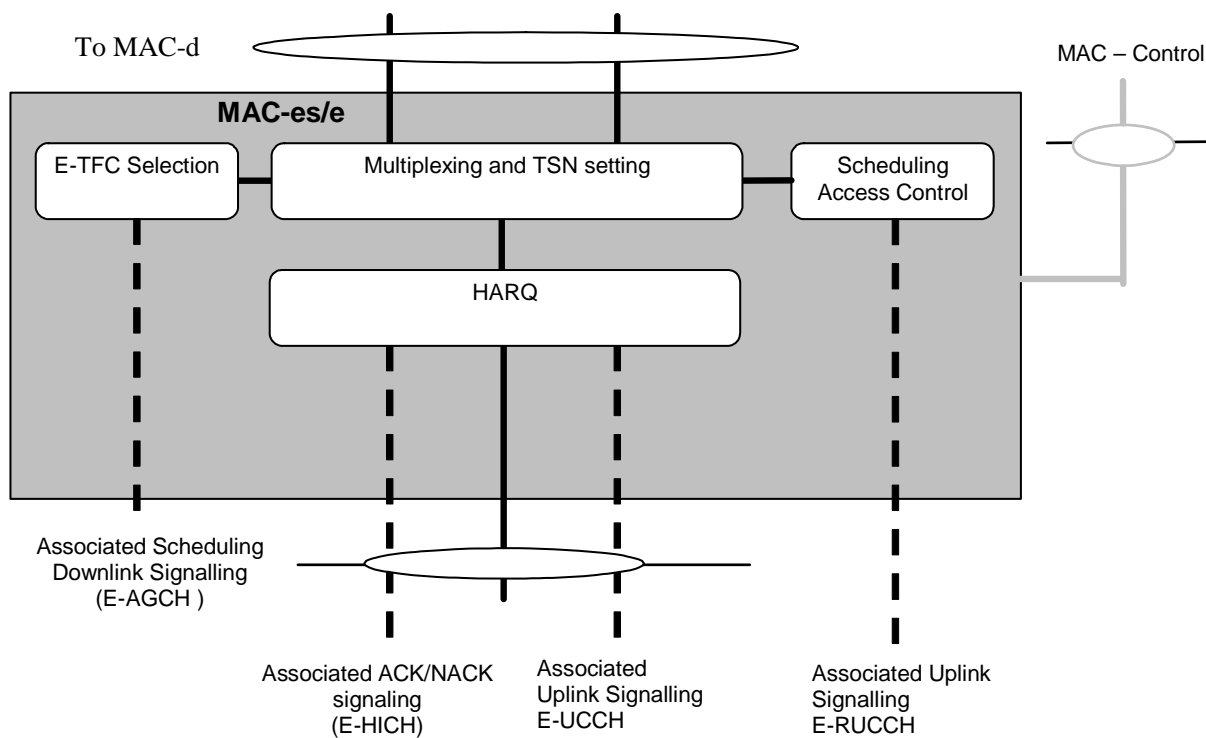 To MAC-d
MAC – Control
MAC-es/e
E-TFC Selection
Multiplexing and TSN setting
Scheduling
Access Control
HARQ
Associated Scheduling
Downlink Signalling
(E-AGCH )
Associated ACK/NACK
signaling
(E-HICH)
Associated
Uplink Signalling
E-UCCH
Associated Uplink
Signalling
E-RUCCH